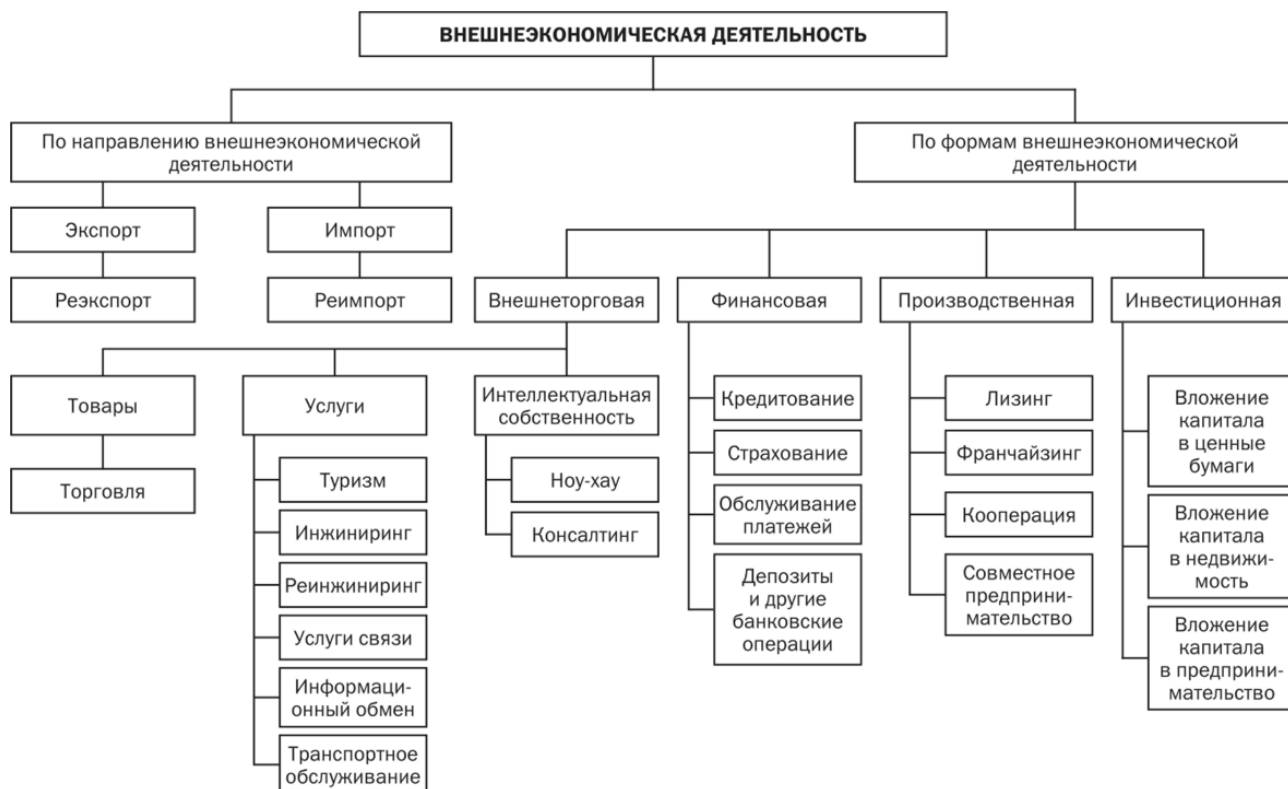 ВНЕШНЕЭКОНОМИЧЕСКАЯ ДЕЯТЕЛЬНОСТЬ
По направлению внешнеэкономической
деятельности
По формам внешнеэкономической
деятельности
Экспорт
Импорт
Реэкспорт
Реимпорт
Внешнеторговая
Финансовая
Производственная
Инвестиционная
Товары
Торговля
Услуги
Туризм
Инжиниринг
Реинжиниринг
Услуги связи
Информаци-
онный обмен
Транспортное
обслуживание
Интеллектуальная
собственность
Ноу-хау
Консалтинг
Кредитование
Страхование
Обслуживание
платежей
Депозиты
и другие
банковские
операции
Лизинг
Франчайзинг
Кооперация
Совместное
предприни-
мательство
Вложение
капитала
в ценные
бумаги
Вложение
капитала
в недвижи-
мость
Вложение
капитала
в предприни-
мательство